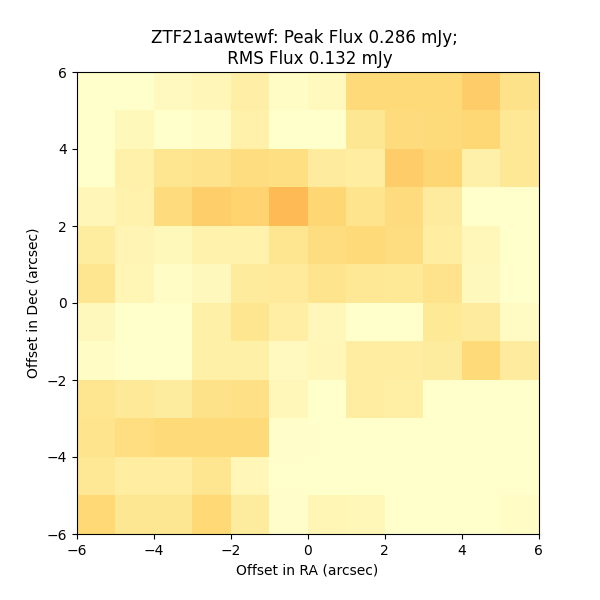 ZTF21aawtewf: Peak Flux 0.286 mJy;
RMS Flux 0.132 mJy
6
4
2
0
−2
−4
−6
Offset in Dec (arcsec)
−6 −4 −2 0 2 4 6
Offset in RA (arcsec)